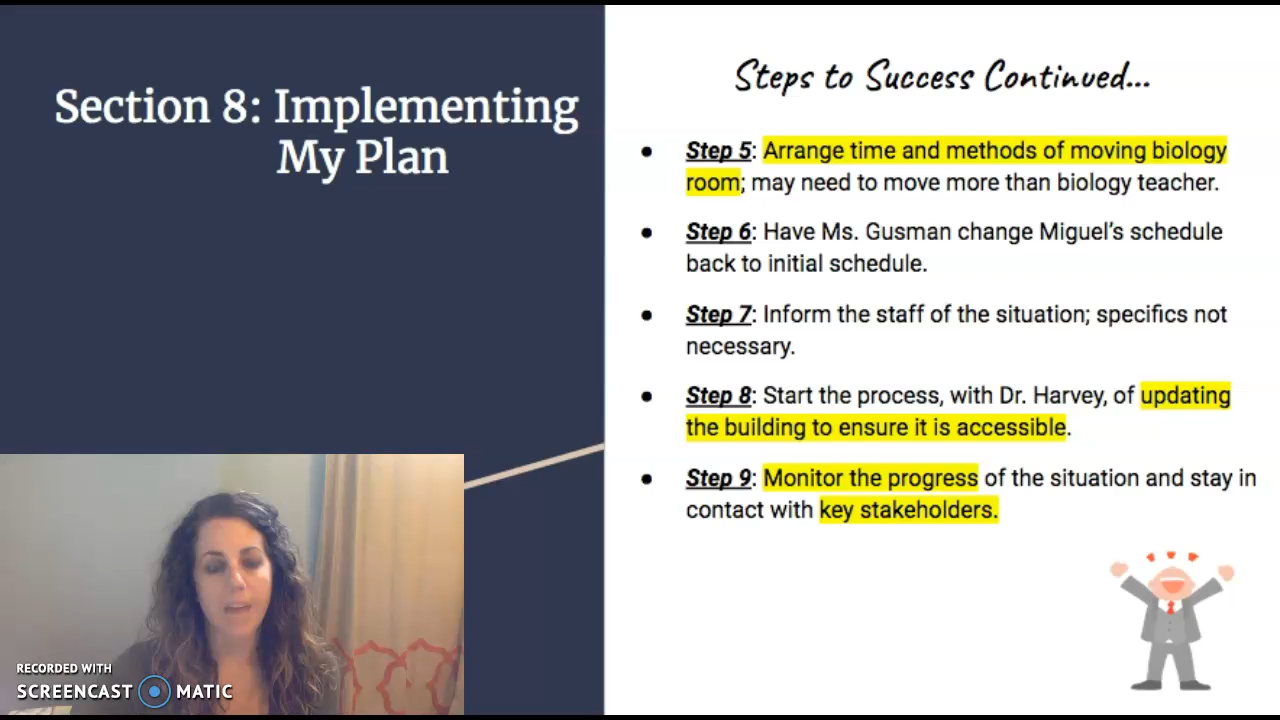 Section 8: Implementing
My Plan
Steps to Success Continued...
● Step 5: Arrange time and methods of moving biology
room; may need to move more than biology teacher.
● Step 6: Have Ms. Gusman change Miguel's schedule
back to initial schedule.
● Step 7: Inform the staff of the situation; specifics not
necessary.
● Step 8: Start the process, with Dr. Harvey, of updating
the building to ensure it is accessible.
● Step 9: Monitor the progress of the situation and stay in
contact with key stakeholders.
RECORDED WITH
SCREENCAST MATIC